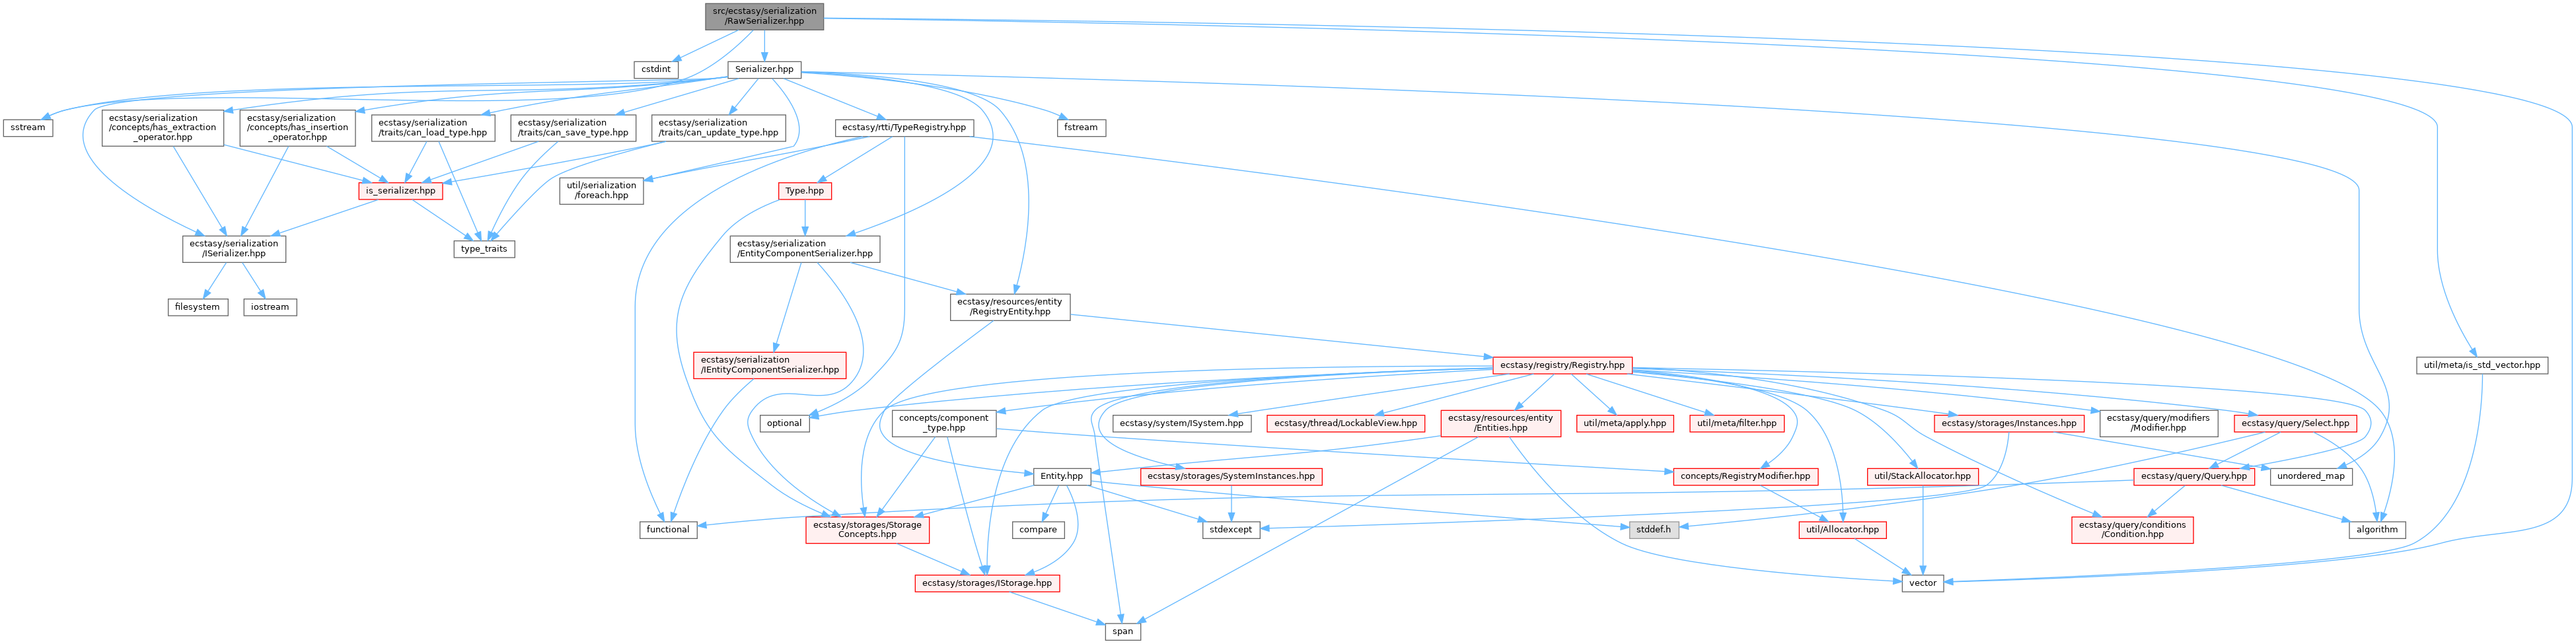 src/ecstasy/serialization
/RawSerializer.hpp
cstdint
Serializer.hpp
sstream
ecstasy/serialization
/concepts/has_extraction
_operator.hpp
ecstasy/serialization
/concepts/has_insertion
_operator.hpp
ecstasy/serialization
/traits/can_load_type.hpp
ecstasy/serialization
/traits/can_save_type.hpp
ecstasy/serialization
/traits/can_update_type.hpp
ecstasy/rtti/TypeRegistry.hpp
fstream
is_serializer.hpp
util/serialization
/foreach.hpp
Type.hpp
ecstasy/serialization
/ISerializer.hpp
type_traits
ecstasy/serialization
/EntityComponentSerializer.hpp
filesystem
iostream
ecstasy/resources/entity
/RegistryEntity.hpp
ecstasy/serialization
/IEntityComponentSerializer.hpp
ecstasy/registry/Registry.hpp
util/meta/is_std_vector.hpp
optional
concepts/component
_type.hpp
ecstasy/system/ISystem.hpp
ecstasy/thread/LockableView.hpp
ecstasy/resources/entity
/Entities.hpp
util/meta/apply.hpp
util/meta/filter.hpp
ecstasy/storages/Instances.hpp
ecstasy/query/modifiers
/Modifier.hpp
ecstasy/query/Select.hpp
Entity.hpp
ecstasy/storages/SystemInstances.hpp
concepts/RegistryModifier.hpp
util/StackAllocator.hpp
ecstasy/query/Query.hpp
unordered_map
functional
ecstasy/storages/Storage
Concepts.hpp
compare
stdexcept
stddef.h
util/Allocator.hpp
ecstasy/query/conditions
/Condition.hpp
algorithm
ecstasy/storages/IStorage.hpp
vector
span